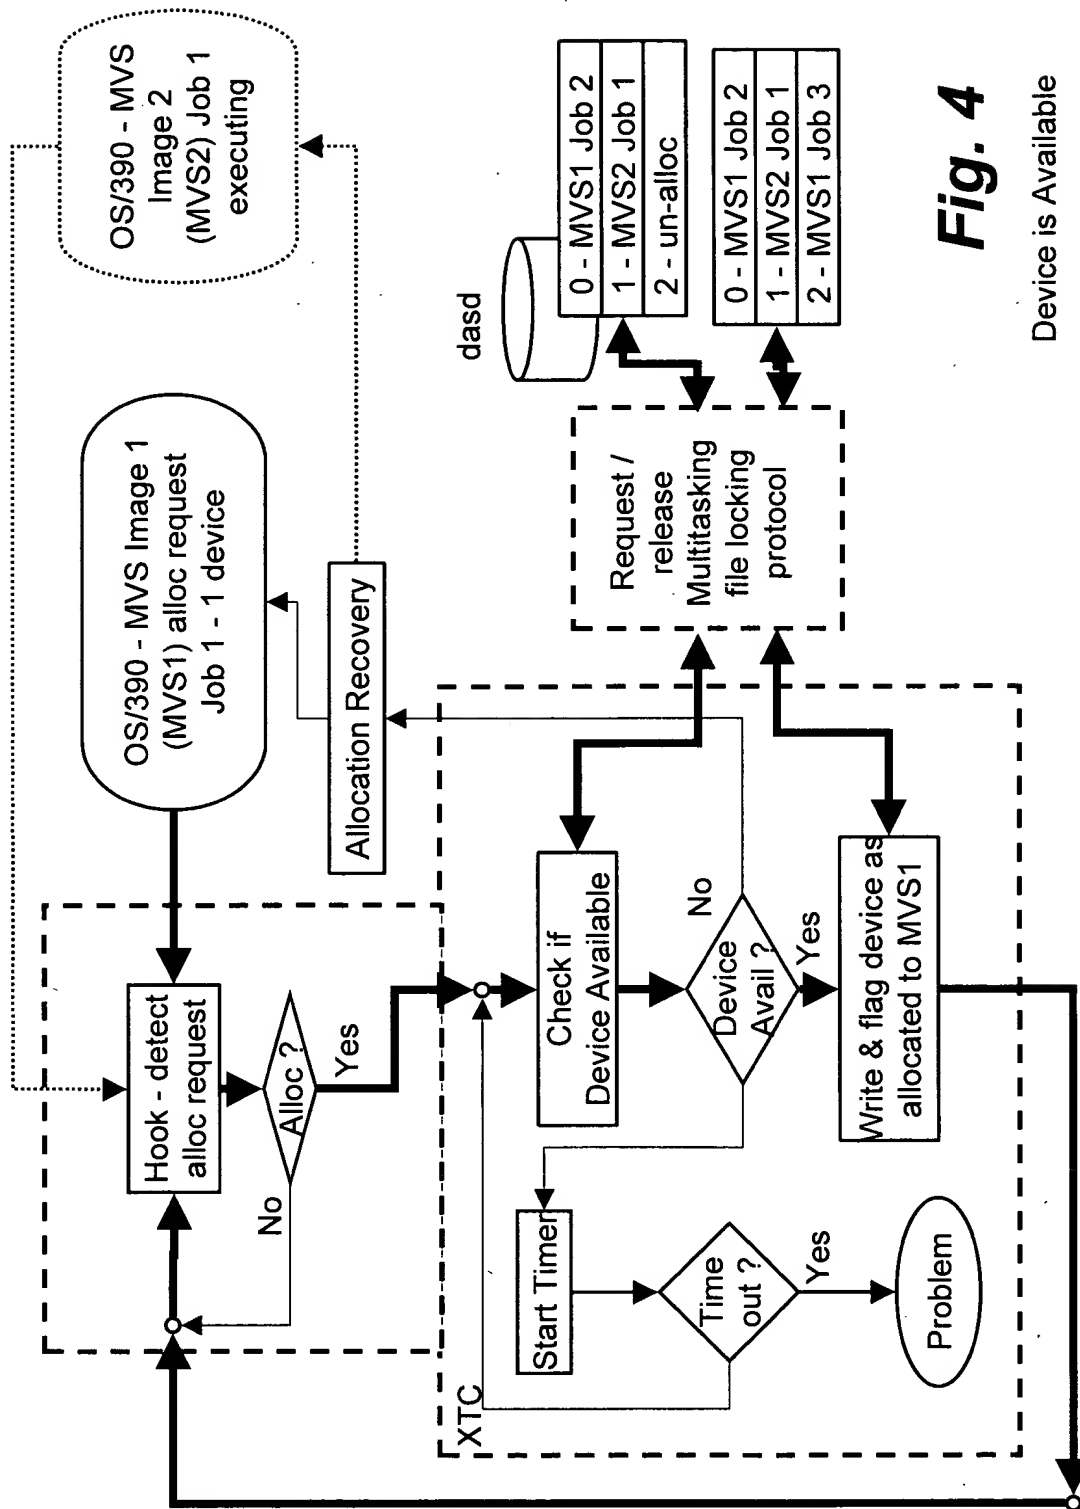 OS/390 - MVS
Image 2
(MVS2) Job 1
executing
OS/390 - MVS Image 1
(MVS1) alloc request
Job 1 - 1 device
Hook - detect
alloc request
Alloc ?
No
Yes
Allocation Recovery
XTC
Check if
Device Available
Device
Avail ?
No
Yes
Start Timer
Time
out ?
Yes
Problem
Write & flag device as
allocated to MVS1
Request /
release
Multitasking
file locking
protocol
dasd
0 - MVS1 Job 2
1 - MVS2 Job 1
2 - un-alloc
0 - MVS1 Job 2
1 - MVS2 Job 1
2 - MVS1 Job 3
Fig. 4
Device is Available